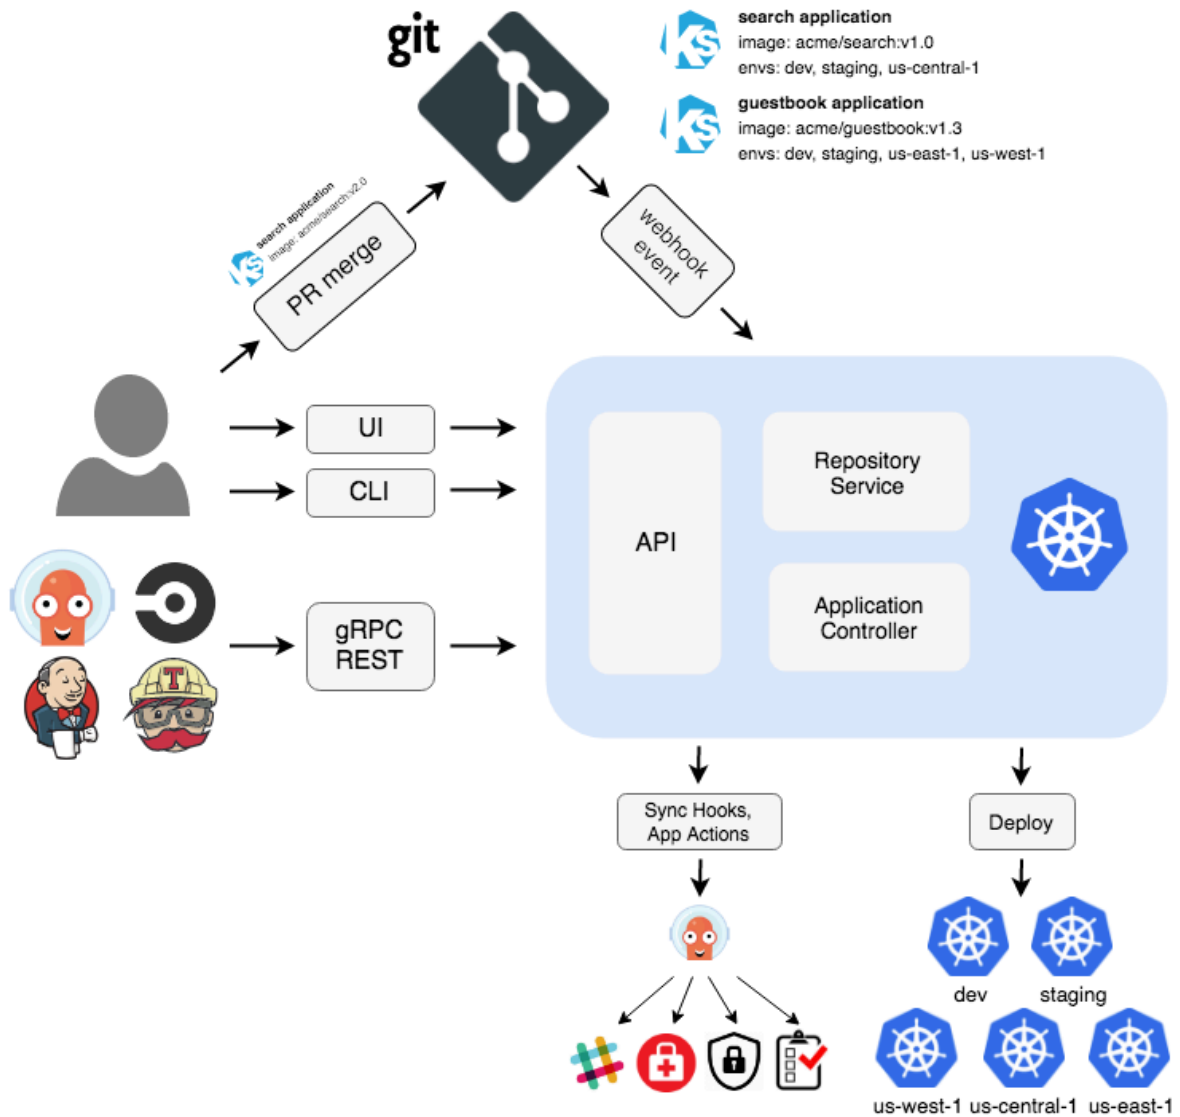 git
search application
image: acme/search:v1.0
envs: dev, staging, us-central-1
guestbook application
image: acme/guestbook:v1.3
envs: dev, staging, us-east-1, us-west-1
Ks
Ks
search application
image: acme/search:v2.0
Ks
PR merge
webhook
event
UI
CLI
gRPC
REST
API
Repository
Service
Application
Controller
T
Sync Hooks,
App Actions
Deploy
dev
staging
us-west-1
us-central-1
us-east-1